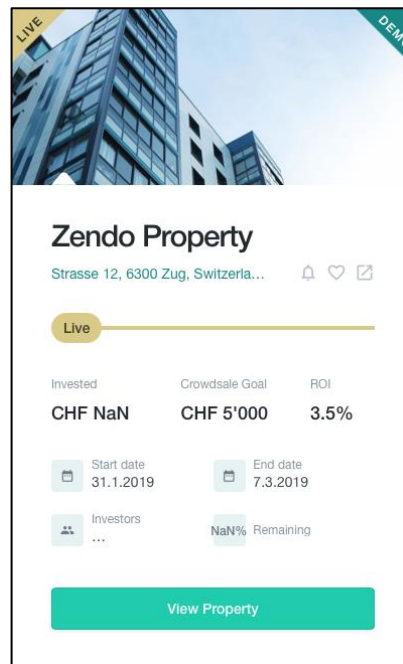 LIVE
DEMO
Zendo Property
Strasse 12, 6300 Zug, Switzerla...
Live
Invested Crowdsale Goal ROI
CHF NaN CHF 5'000 3.5%
Start date End date
31.1.2019 7.3.2019
Investors NaN% Remaining
...
View Property